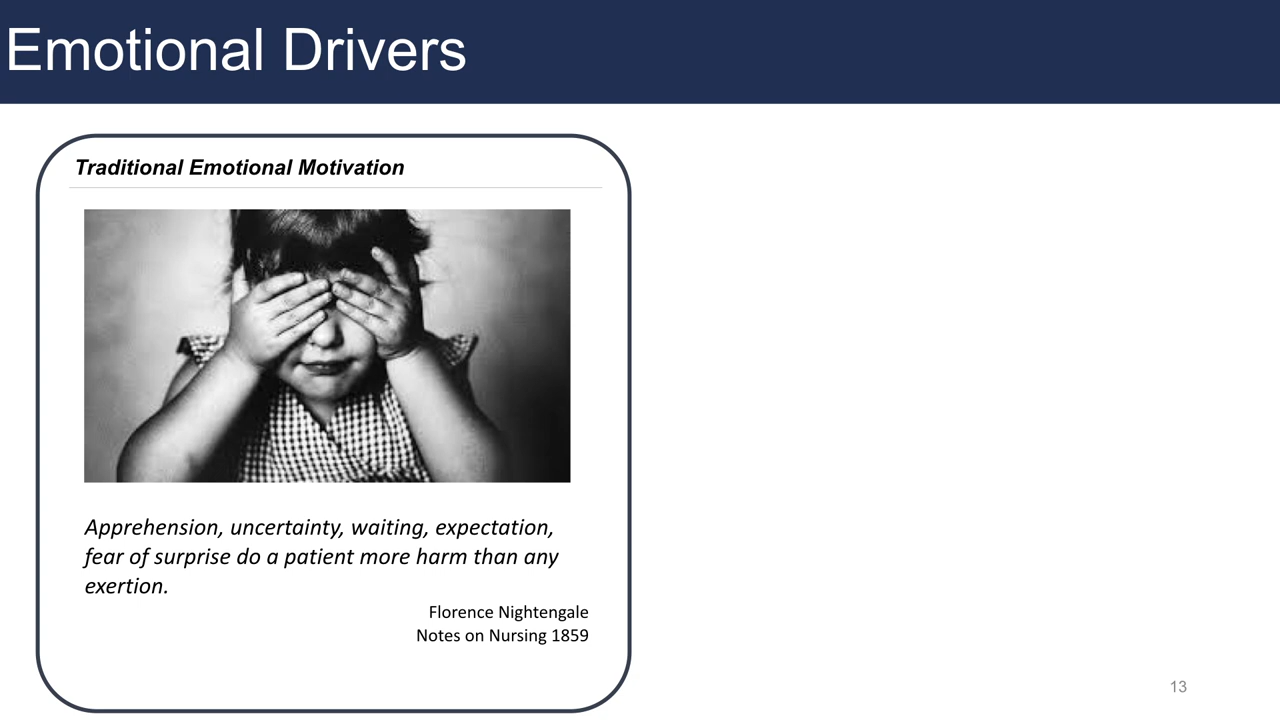 Emotional Drivers
Traditional Emotional Motivation
Apprehension, uncertainty, waiting, expectation,
fear of surprise do a patient more harm than any
exertion.
Florence Nightengale
Notes on Nursing 1859
13